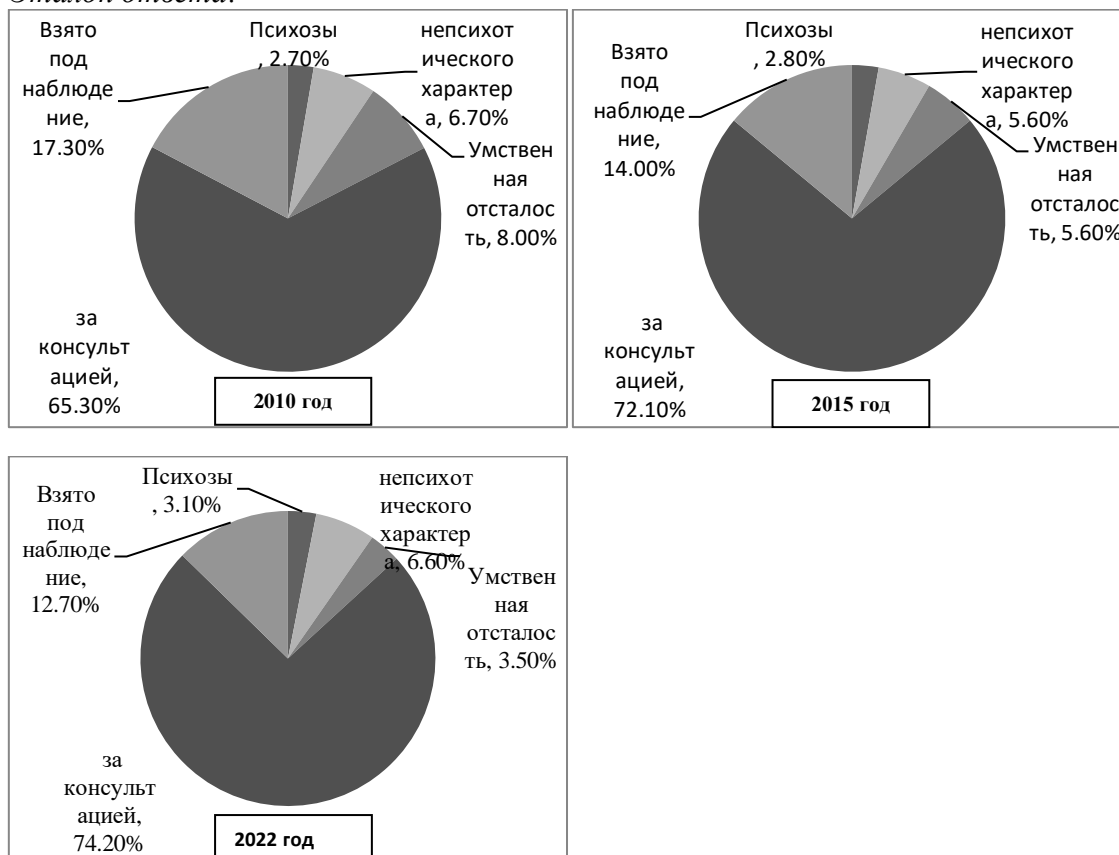 Эталон ответа:
Взято
под
наблюде
ние,
17.30%
Психозы
, 2.70%
непсихот
ического
характер
а, 6.70%
Умствен
ная
отсталос
ть, 8.00%
за
консульт
ацией,
65.30%
2010 год
Взято
под
наблюде
ние,
14.00%
Психозы
, 2.80%
непсихот
ического
характер
а, 5.60%
Умствен
ная
отсталос
ть, 5.60%
за
консульт
ацией,
72.10%
2015 год
Взято
под
наблюде
ние,
12.70%
Психозы
, 3.10%
непсихот
ического
характер
а, 6.60%
Умствен
ная
отсталос
ть, 3.50%
за
консульт
ацией,
74.20%
2022 год